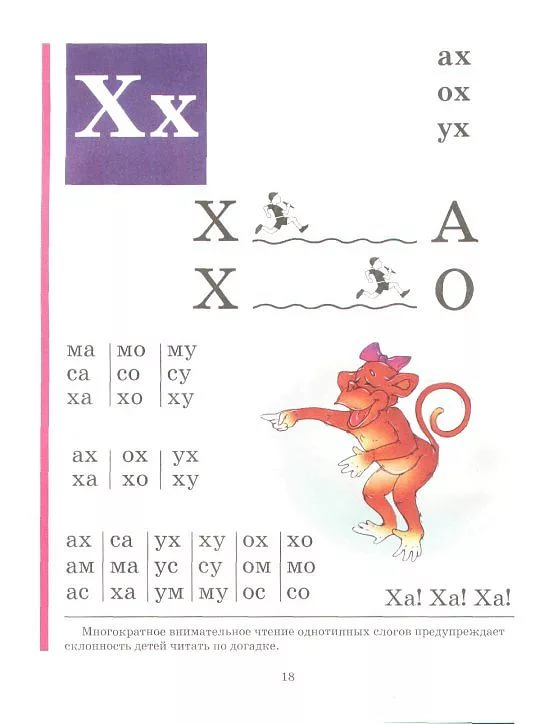 Хх
ах
ох
ух
Х А
Х О
ма мо му
са со су
ха хо ху
ах ох ух
ха хо ху
ах са ух ху ох хо
ам ма ус су ом мо
ас ха ум му ос со
Ха! Ха! Ха!
Многократное внимательное чтение однотипных слогов предупреждает
склонность детей читать по догадке.
18